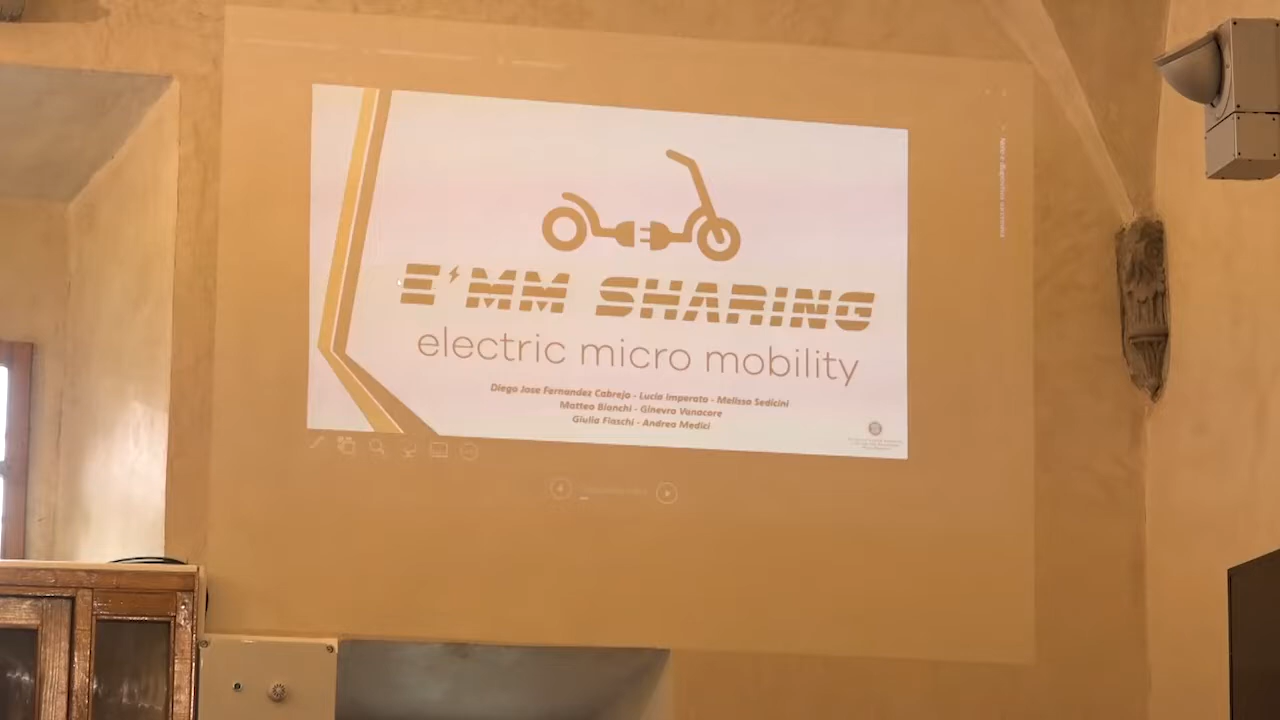 E'MM SHARING
electric micro mobility
Diego Jose Fernandez Cabrejo - Lucia Imperato - Melissa Sedicini
Matteo Bianchi - Ginevra Vanacore
Giulia Fiaschi - Andrea Medici